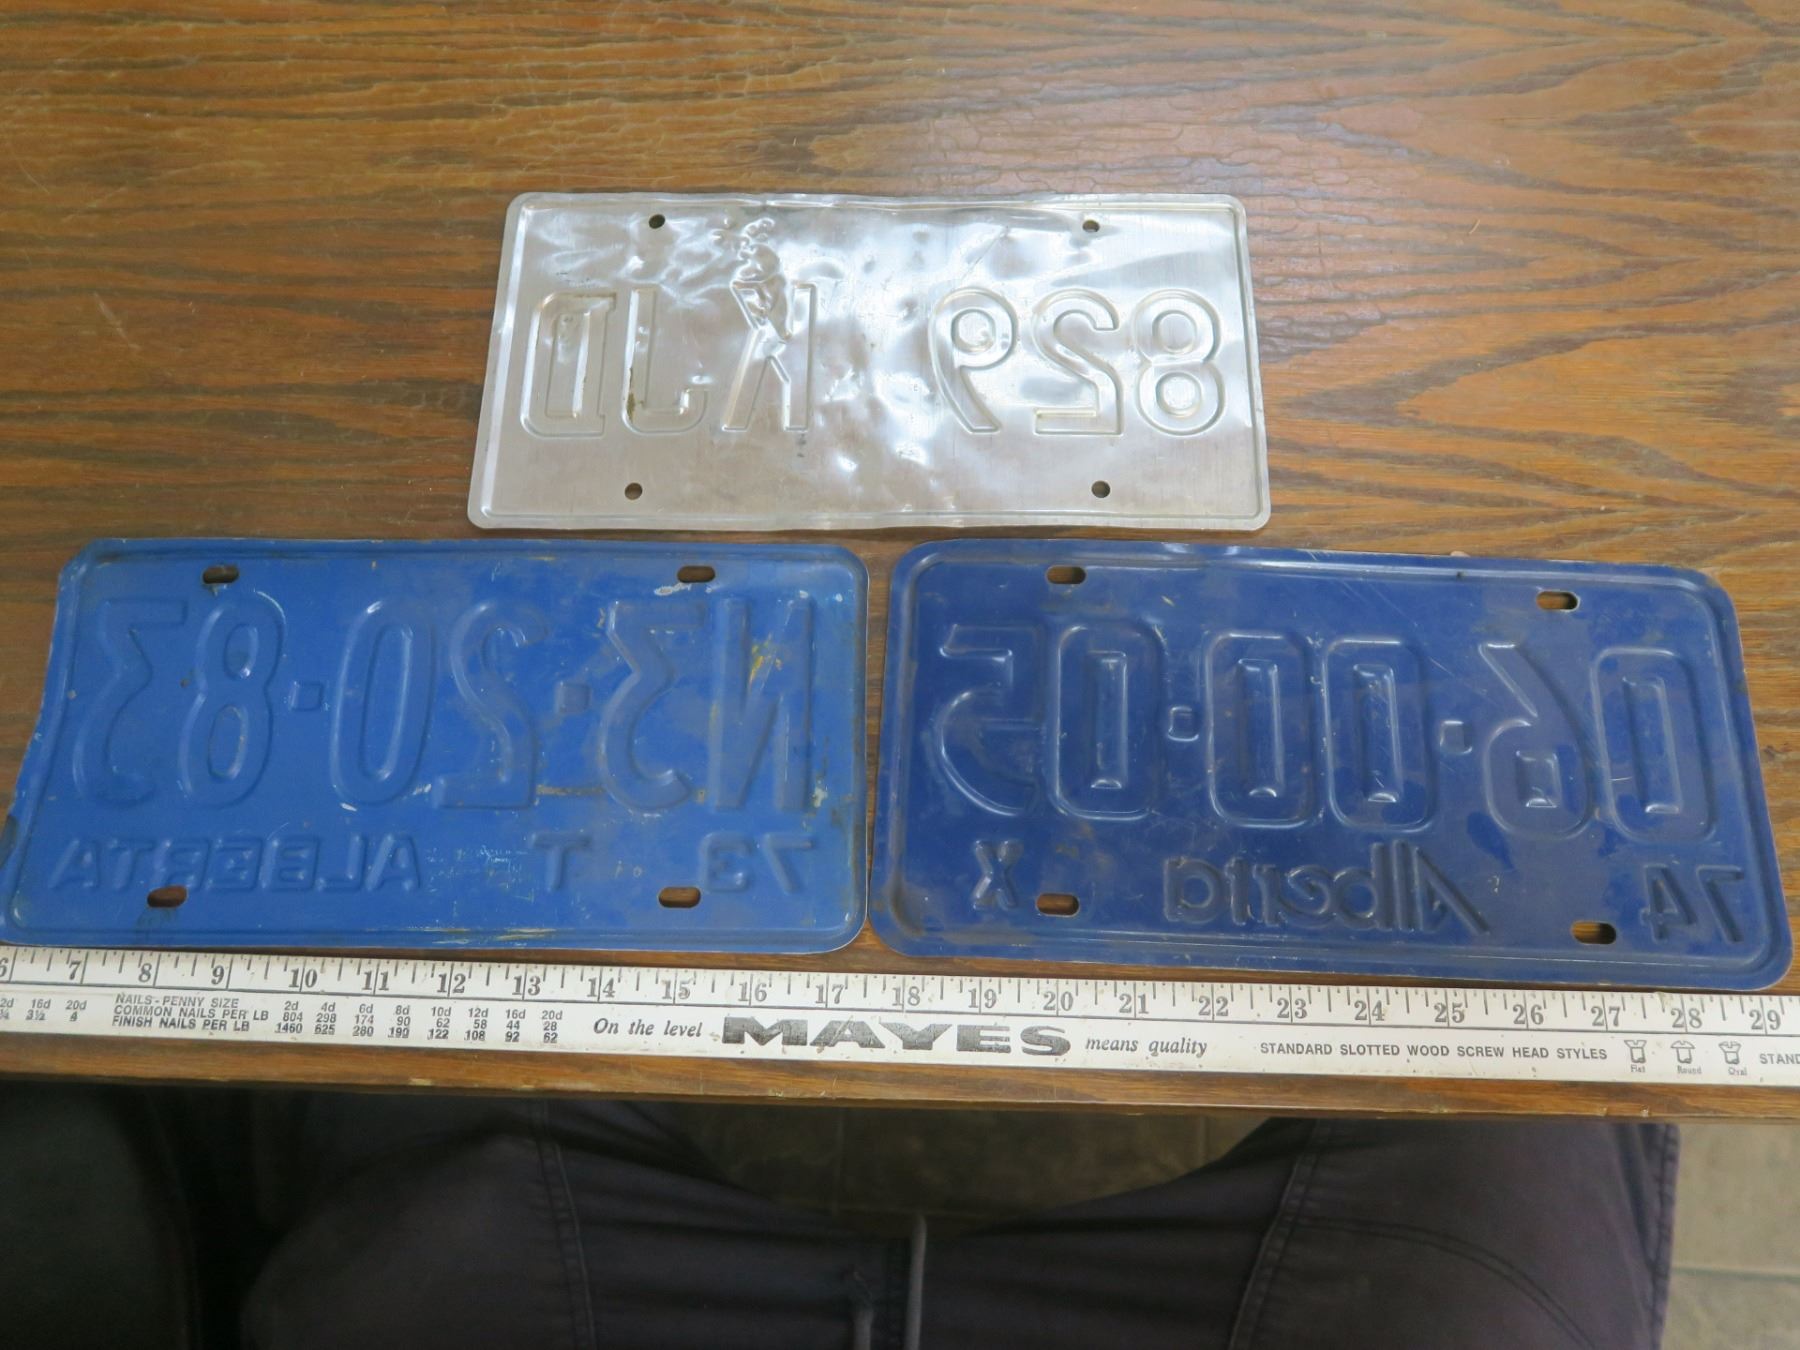 829 KJD
N3·20·83
73 T ALBERTA
D6·00·05
74 Alberta X
6 7 8 9 10 11 12 13 14 15 16 17 18 19 20 21 22 23 24 25 26 27 28 29
16d 20d NAILS-PENNY SIZE 2d 4d 6d 8d 10d 12d 16d 20d
3½ 4 COMMON NAILS PER LB 804 298 174 90 62 58 44 28
FINISH NAILS PER LB 1460 625 280 190 122 108 92 62
On the level MAYES means quality
STANDARD SLOTTED WOOD SCREW HEAD STYLES
Flat Round Oval